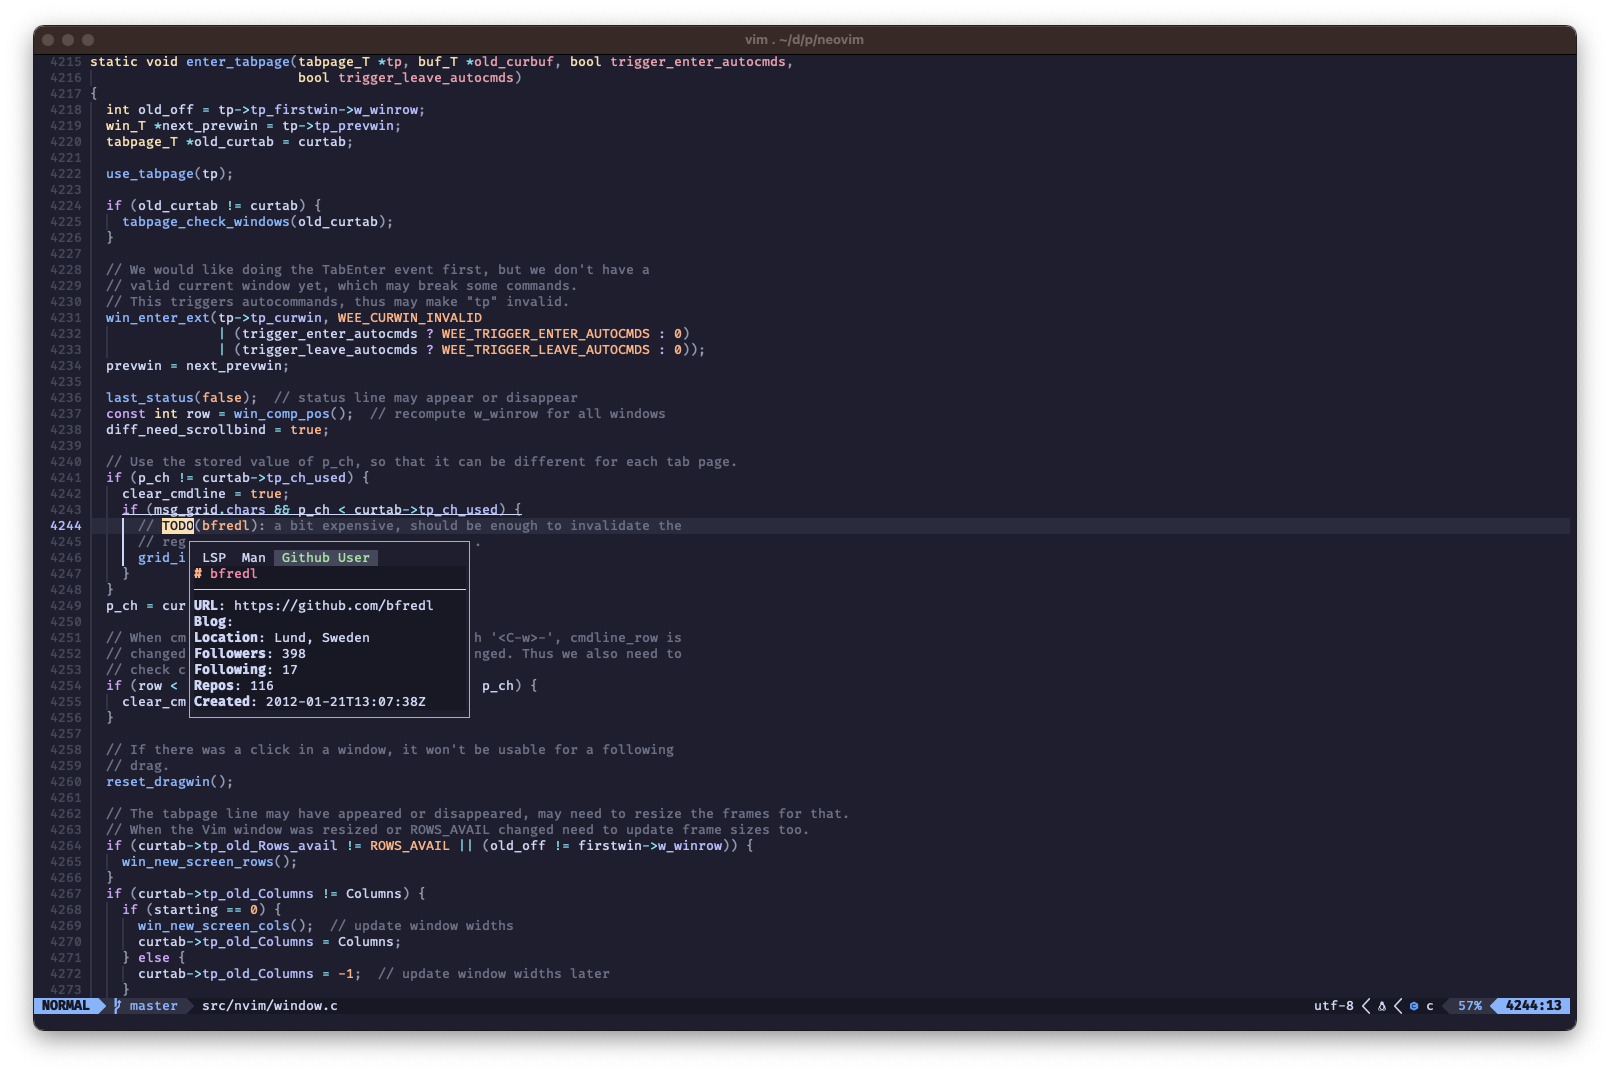 vim . ~/d/p/neovim
4215 static void enter_tabpage(tabpage_T *tp, buf_T *old_curbuf, bool trigger_enter_autocmds,
4216                           bool trigger_leave_autocmds)
4217 {
4218   int old_off = tp->tp_firstwin->w_winrow;
4219   win_T *next_prevwin = tp->tp_prevwin;
4220   tabpage_T *old_curtab = curtab;
4221
4222   use_tabpage(tp);
4223
4224   if (old_curtab != curtab) {
4225     tabpage_check_windows(old_curtab);
4226   }
4227
4228   // We would like doing the TabEnter event first, but we don't have a
4229   // valid current window yet, which may break some commands.
4230   // This triggers autocommands, thus may make "tp" invalid.
4231   win_enter_ext(tp->tp_curwin, WEE_CURWIN_INVALID
4232                 | (trigger_enter_autocmds ? WEE_TRIGGER_ENTER_AUTOCMDS : 0)
4233                 | (trigger_leave_autocmds ? WEE_TRIGGER_LEAVE_AUTOCMDS : 0));
4234   prevwin = next_prevwin;
4235
4236   last_status(false);  // status line may appear or disappear
4237   const int row = win_comp_pos();  // recompute w_winrow for all windows
4238   diff_need_scrollbind = true;
4239
4240   // Use the stored value of p_ch, so that it can be different for each tab page.
4241   if (p_ch != curtab->tp_ch_used) {
4242     clear_cmdline = true;
4243     if (msg_grid.chars && p_ch < curtab->tp_ch_used) {
4244       // TODO(bfredl): a bit expensive, should be enough to invalidate the
4245       // reg .
4246       grid_i LSP Man Github User
4247     } # bfredl
4248   }
4249   p_ch = cur URL: https://github.com/bfredl
4250 Blog:
4251   // When cm Location: Lund, Sweden h '<C-w>-', cmdline_row is
4252   // changed Followers: 398 nged. Thus we also need to
4253   // check c Following: 17
4254   if (row < Repos: 116 p_ch) {
4255     clear_cm Created: 2012-01-21T13:07:38Z
4256   }
4257
4258   // If there was a click in a window, it won't be usable for a following
4259   // drag.
4260   reset_dragwin();
4261
4262   // The tabpage line may have appeared or disappeared, may need to resize the frames for that.
4263   // When the Vim window was resized or ROWS_AVAIL changed need to update frame sizes too.
4264   if (curtab->tp_old_Rows_avail != ROWS_AVAIL || (old_off != firstwin->w_winrow)) {
4265     win_new_screen_rows();
4266   }
4267   if (curtab->tp_old_Columns != Columns) {
4268     if (starting == 0) {
4269       win_new_screen_cols();  // update window widths
4270       curtab->tp_old_Columns = Columns;
4271     } else {
4272       curtab->tp_old_Columns = -1;  // update window widths later
4273     }
NORMAL master src/nvim/window.c utf-8 c 57% 4244:13